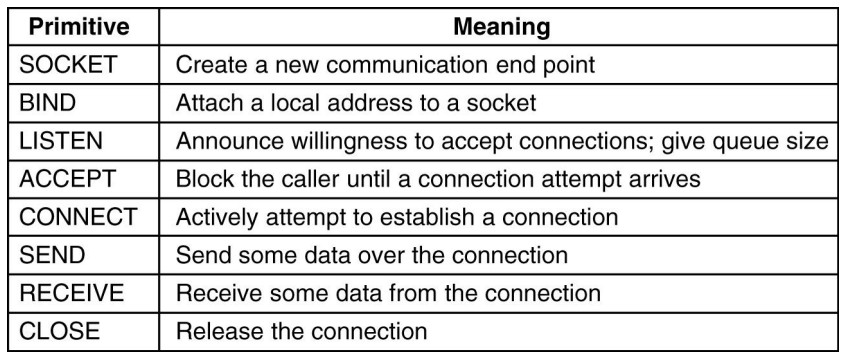 Primitive Meaning
SOCKET Create a new communication end point
BIND Attach a local address to a socket
LISTEN Announce willingness to accept connections; give queue size
ACCEPT Block the caller until a connection attempt arrives
CONNECT Actively attempt to establish a connection
SEND Send some data over the connection
RECEIVE Receive some data from the connection
CLOSE Release the connection